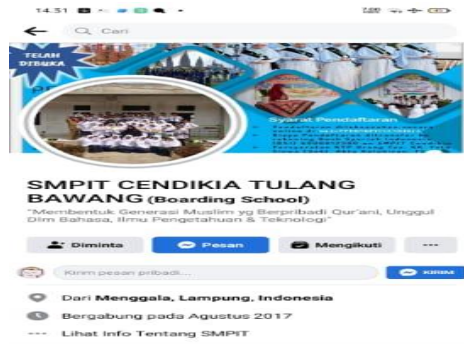 14.51
Cari
TELAH
DIBUKA
Syarat Pendaftaran
SMPIT CENDIKIA TULANG
BAWANG (Boarding School)
"Membentuk Generasi Muslim yg Berpribadi Qur'ani, Unggul
Dlm Bahasa, Ilmu Pengetahuan & Teknologi"
Diminta
Pesan
Mengikuti
Kirim pesan pribadi...
KIRIM
Dari Menggala, Lampung, Indonesia
Bergabung pada Agustus 2017
Lihat Info Tentang SMPIT